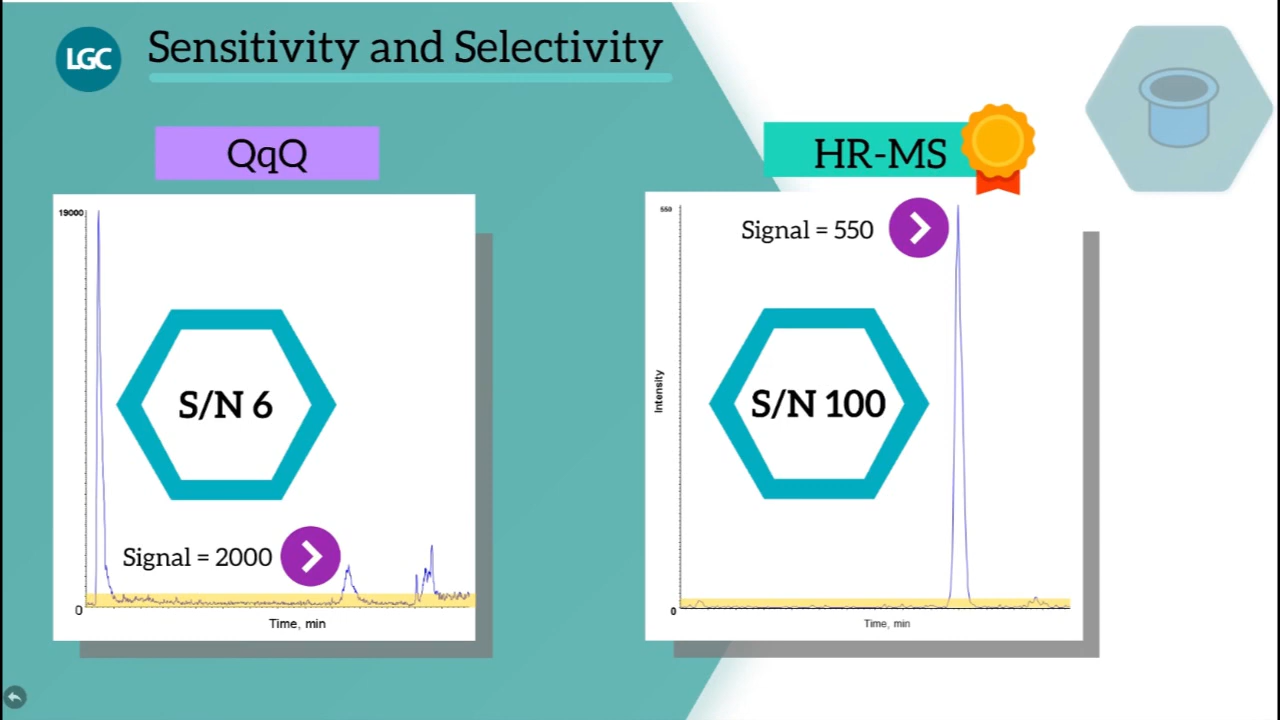 LGC
Sensitivity and Selectivity
QqQ
HR-MS
19000
S/N 6
Signal = 2000
0
Time, min
550
Signal = 550
Intensity
S/N 100
0
Time, min